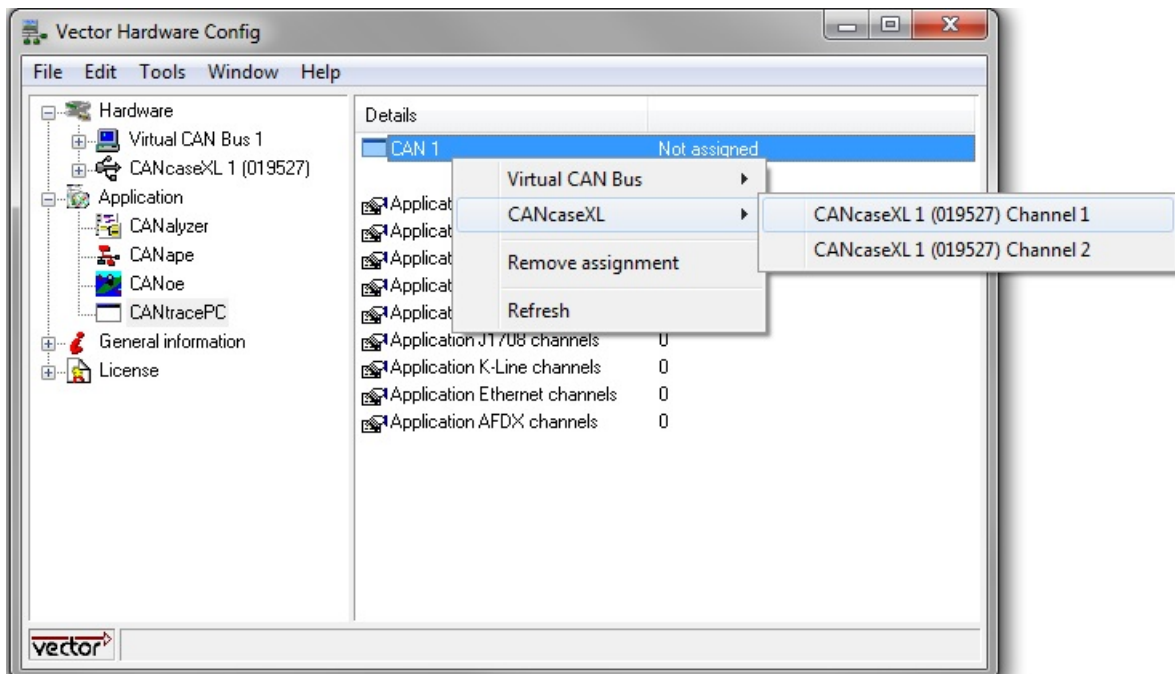 Vector Hardware Config
File Edit Tools Window Help
Hardware
Virtual CAN Bus 1
CANcaseXL 1 (019527)
Application
CANalyzer
CANape
CANoe
CANtracePC
General information
License
Details
CAN 1 Not assigned
Applicat
Applicat
Applicat
Applicat
Applicat
Application J1708 channels 0
Application K-Line channels 0
Application Ethernet channels 0
Application AFDX channels 0
Virtual CAN Bus
CANcaseXL
Remove assignment
Refresh
CANcaseXL 1 (019527) Channel 1
CANcaseXL 1 (019527) Channel 2
vector